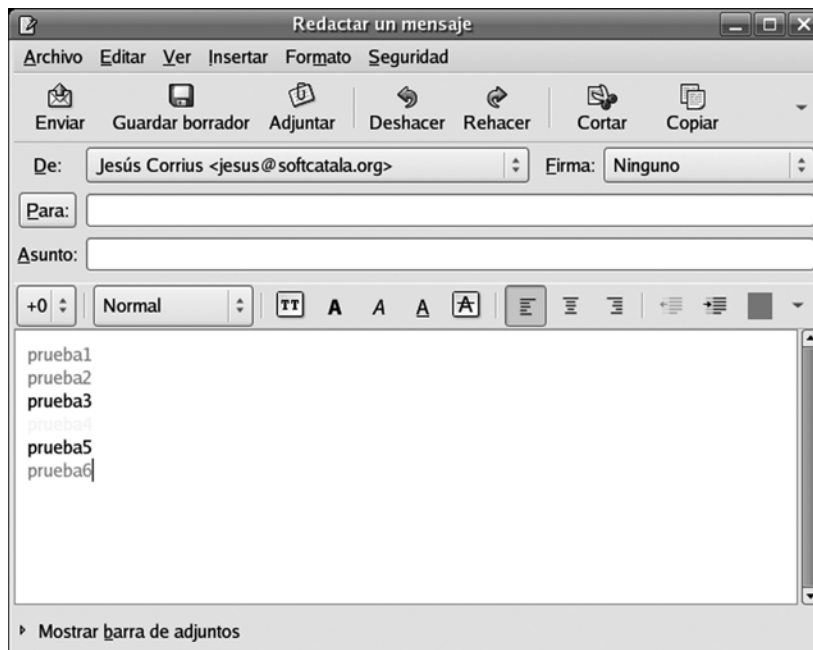 Redactar un mensaje
Archivo Editar Ver Insertar Formato Seguridad
Enviar Guardar borrador Adjuntar Deshacer Rehacer Cortar Copiar
De: Jesús Corrius <jesus@softcatala.org> Firma: Ninguno
Para:
Asunto:
+0 Normal TT A A A A
prueba1
prueba2
prueba3
prueba4
prueba5
prueba6
Mostrar barra de adjuntos